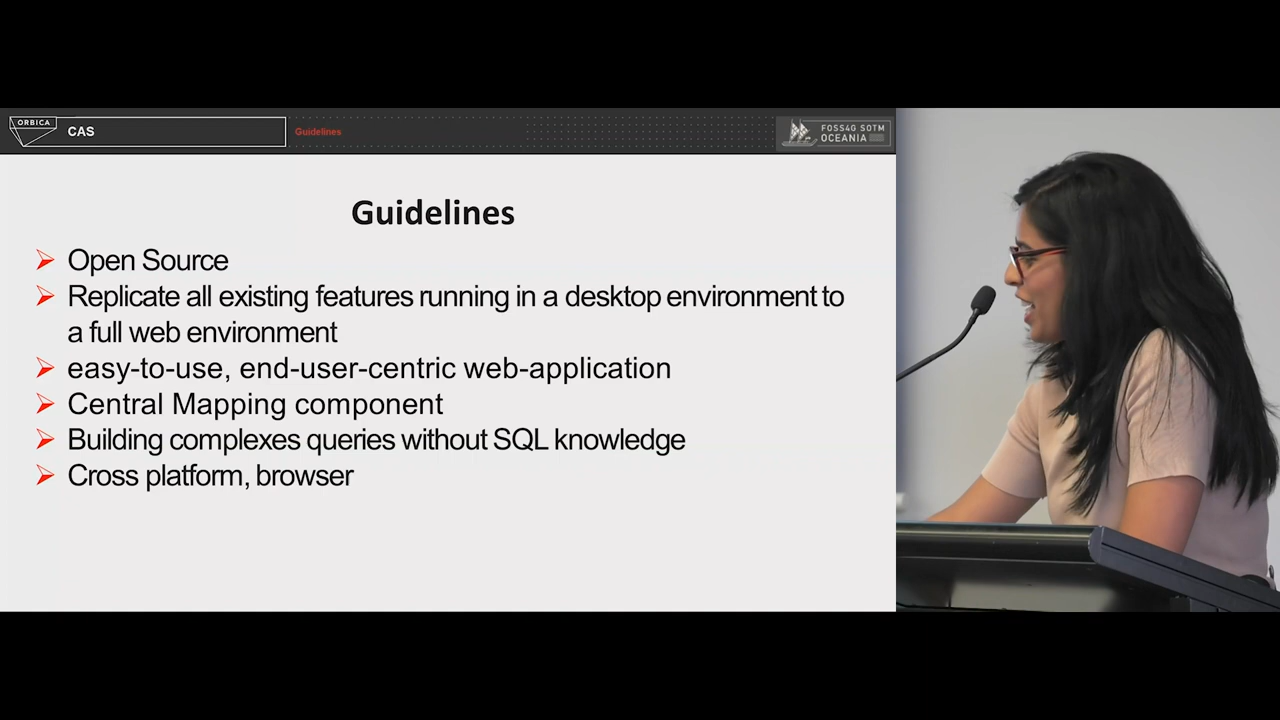 ORBICA
CAS
Guidelines
FOSS4G SOTM
OCEANIA
Guidelines
Open Source
Replicate all existing features running in a desktop environment to
a full web environment
easy-to-use, end-user-centric web-application
Central Mapping component
Building complexes queries without SQL knowledge
Cross platform, browser